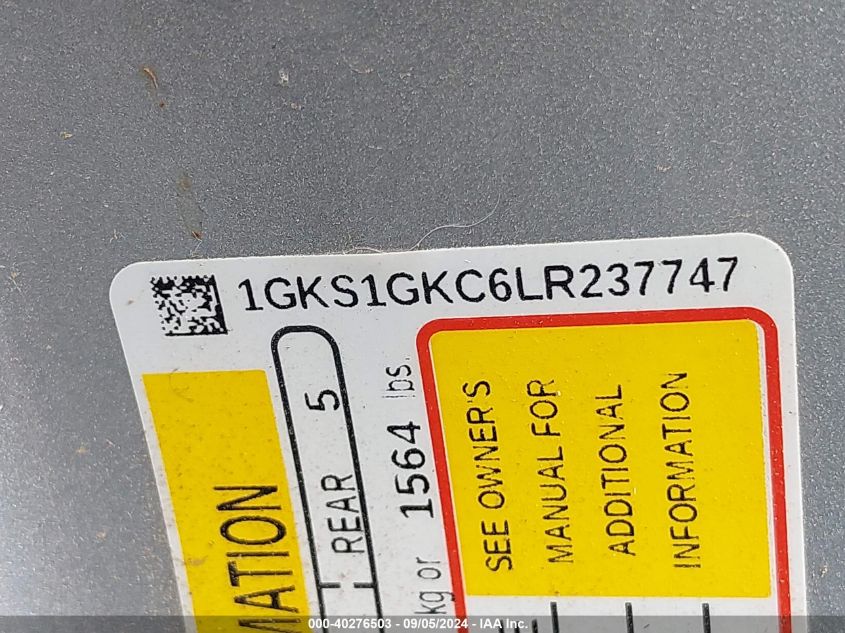 1GKS1GKC6LR237747
MATION
REAR 5
kg or 1564 lbs.
SEE OWNER'S
MANUAL FOR
ADDITIONAL
INFORMATION
000-40276503 - 09/05/2024 - IAA Inc.